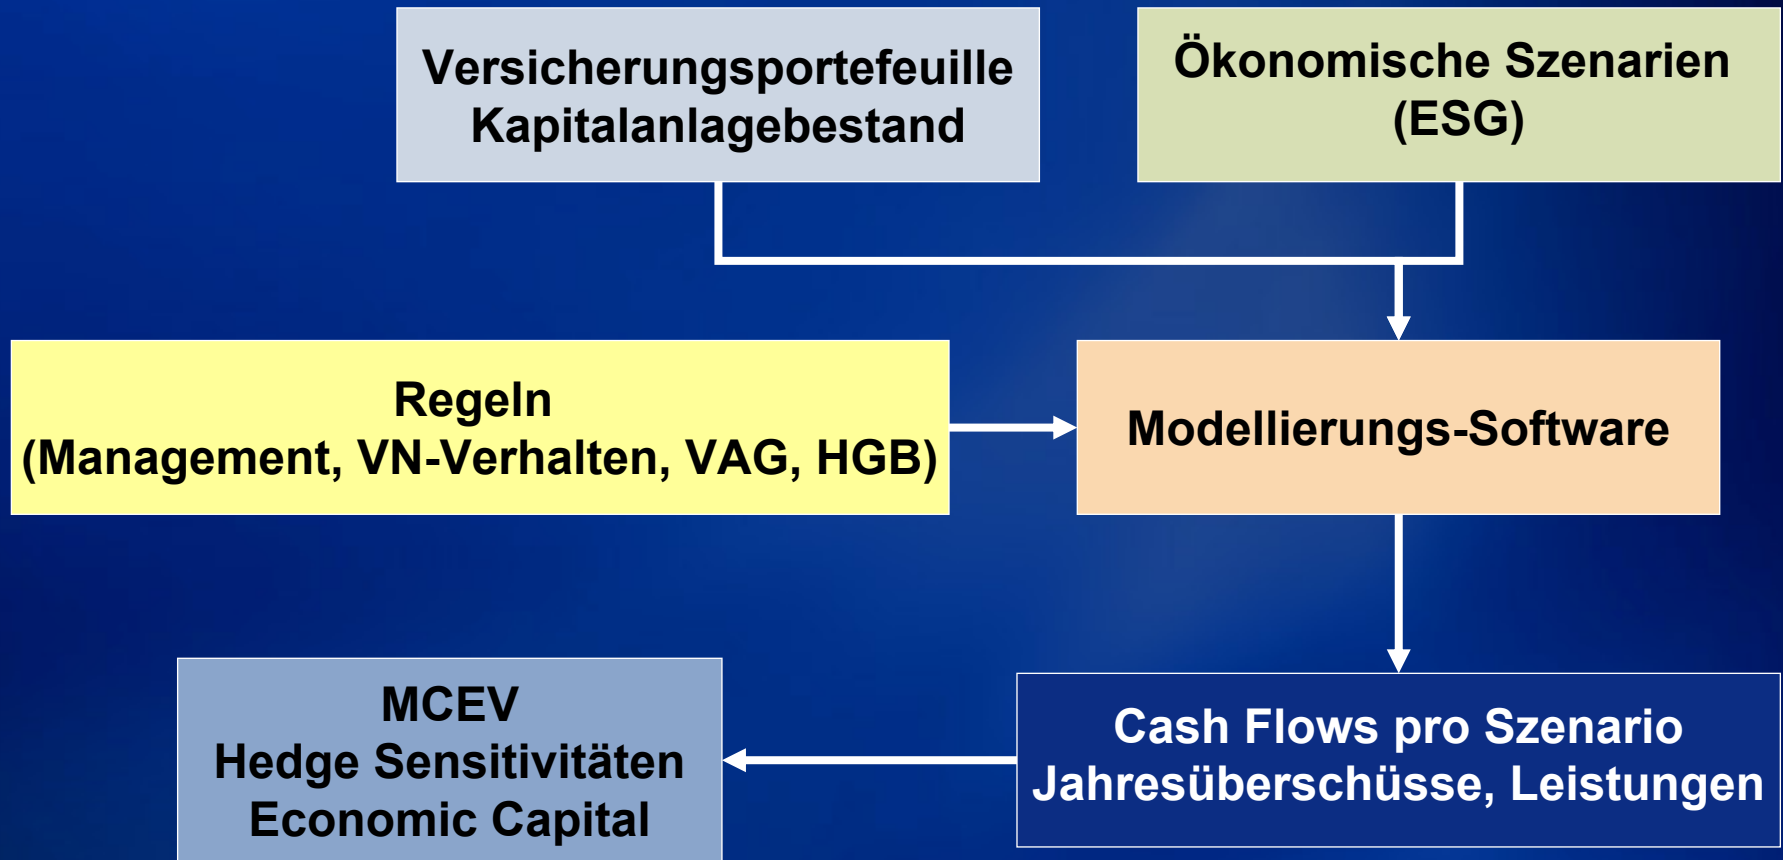 Versicherungsportefeuille
Kapitalanlagebestand
Ökonomische Szenarien
(ESG)
Regeln
(Management, VN-Verhalten, VAG, HGB)
Modellierungs-Software
MCEV
Hedge Sensitivitäten
Economic Capital
Cash Flows pro Szenario
Jahresüberschüsse, Leistungen